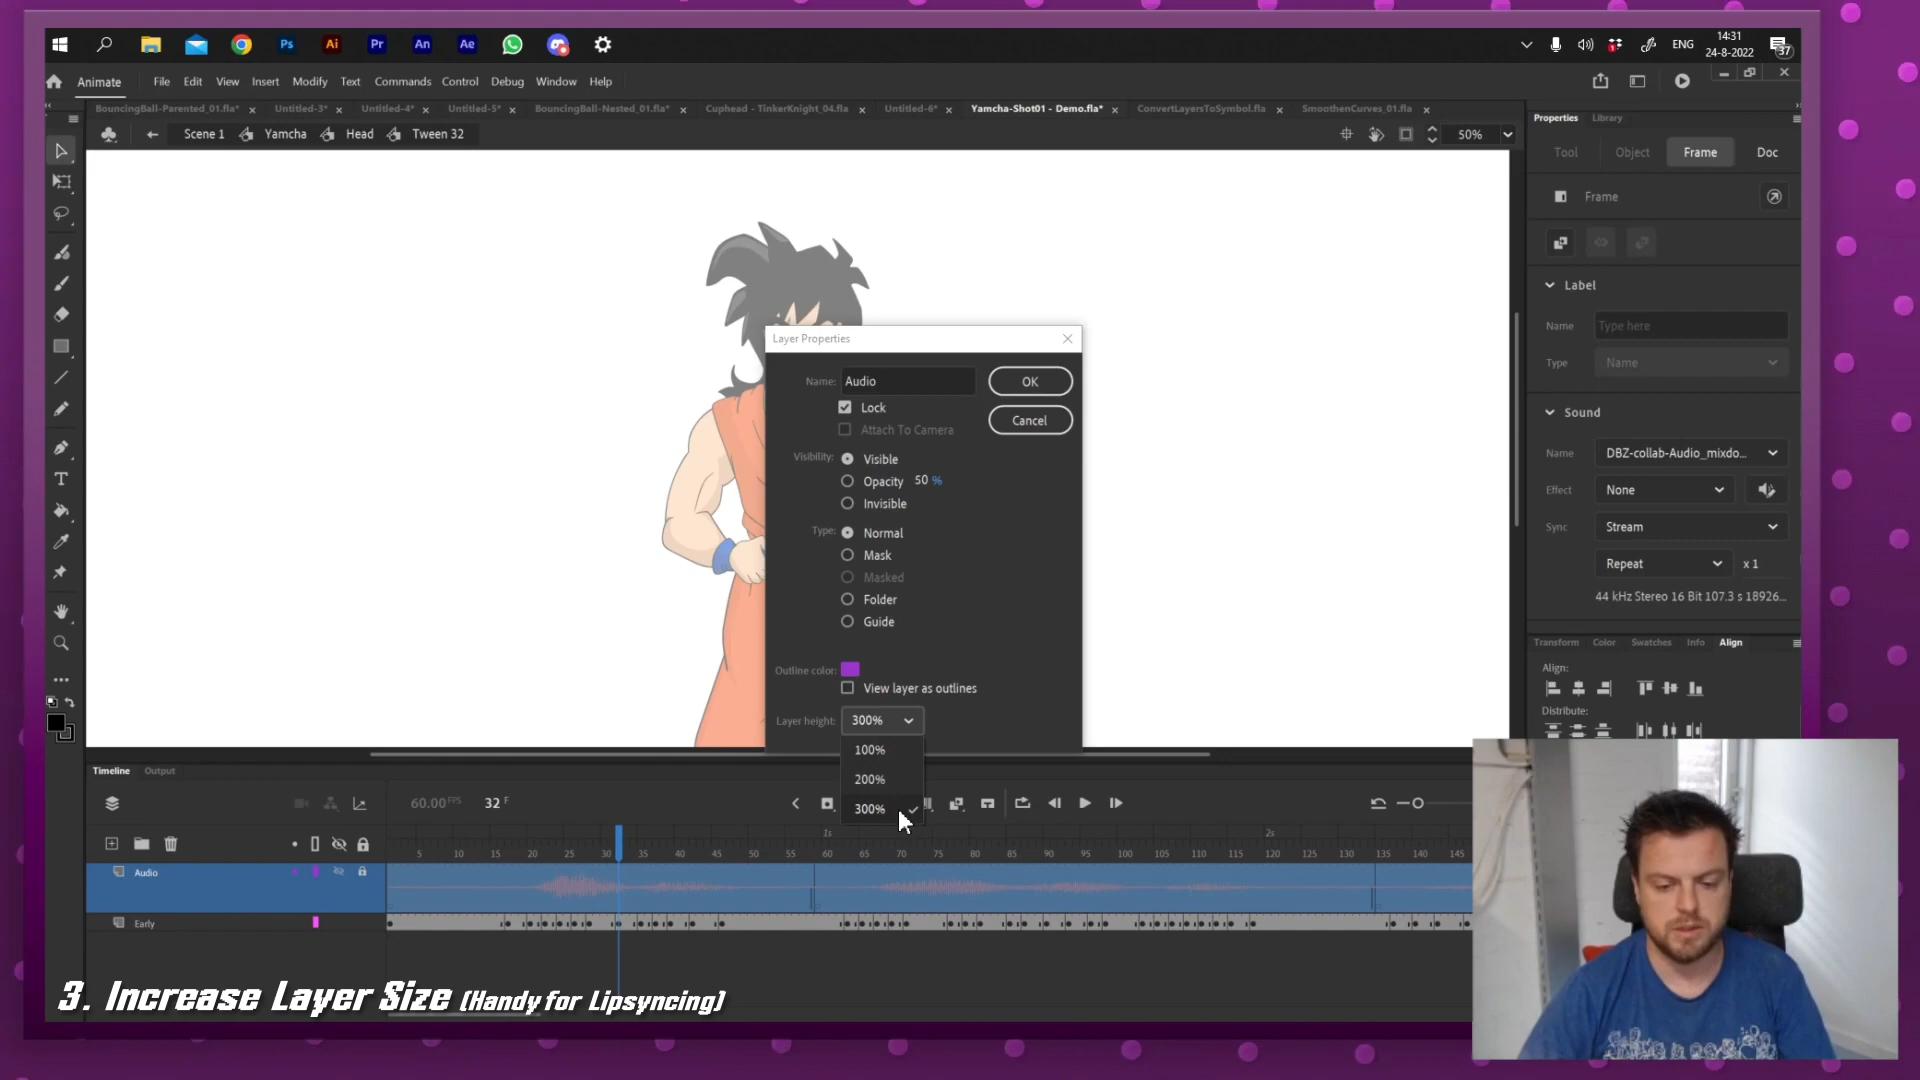 Ps Ai Pr An Ae
ENG
14:31
24-8-2022
37
Animate File Edit View Insert Modify Text Commands Control Debug Window Help
BouncingBall-Parented_01.fla* Untitled-3* Untitled-4* Untitled-5* BouncingBall-Nested_01.fla* Cuphead - TinkerKnight_04.fla Untitled-6* Yamcha-Shot01 - Demo.fla* ConvertLayersToSymbol.fla SmoothenCurves_01.fla
Scene 1 Yamcha Head Tween 32
50%
Properties Library
Tool Object Frame Doc
Frame
Label
Name Type here
Type Name
Sound
Name DBZ-collab-Audio_mixdo...
Effect None
Sync Stream
Repeat x 1
44 kHz Stereo 16 Bit 107.3 s 18926...
Transform Color Swatches Info Align
Align:
Distribute:
Layer Properties
Name: Audio
OK
Lock
Cancel
Attach To Camera
Visibility: Visible
Opacity 50 %
Invisible
Type: Normal
Mask
Masked
Folder
Guide
Outline color:
View layer as outlines
Layer height: 300%
100%
200%
300%
Timeline Output
60.00 FPS 32 F
1s 2s
5 10 15 20 25 30 35 40 45 50 55 60 65 70 75 80 85 90 95 100 105 110 115 120 125 130 135 140 145
Audio
Early
3. Increase Layer Size (Handy for Lipsyncing)